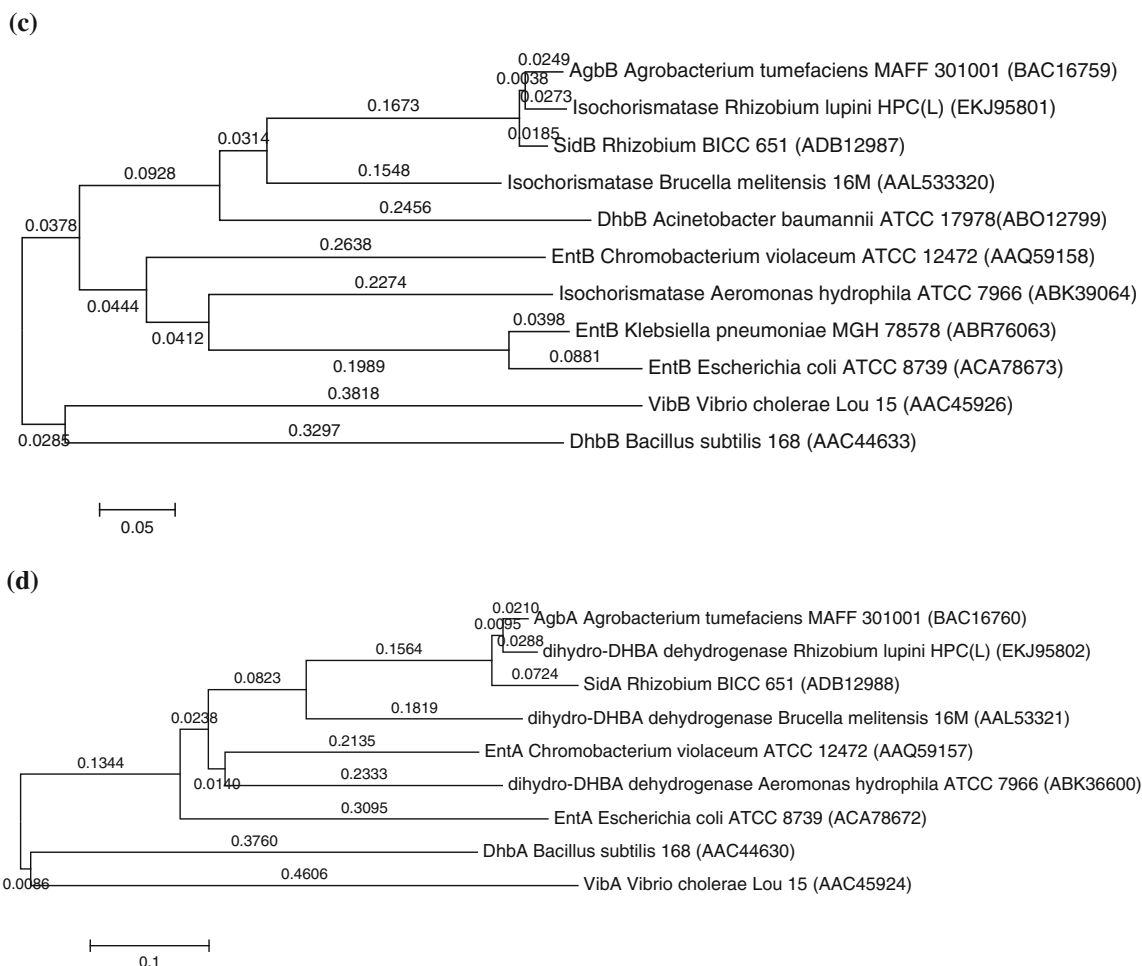 (c)
0.0249
AgbB Agrobacterium tumefaciens MAFF 301001 (BAC16759)
0.0038
0.0273
Isochorismatase Rhizobium lupini HPC(L) (EKJ95801)
0.1673
0.0185
SidB Rhizobium BICC 651 (ADB12987)
0.0314
0.1548
Isochorismatase Brucella melitensis 16M (AAL533320)
0.0928
0.2456
DhbB Acinetobacter baumannii ATCC 17978(ABO12799)
0.0378
0.2638
EntB Chromobacterium violaceum ATCC 12472 (AAQ59158)
0.0444
0.2274
Isochorismatase Aeromonas hydrophila ATCC 7966 (ABK39064)
0.0412
0.0398
EntB Klebsiella pneumoniae MGH 78578 (ABR76063)
0.1989
0.0881
EntB Escherichia coli ATCC 8739 (ACA78673)
0.3818
VibB Vibrio cholerae Lou 15 (AAC45926)
0.0285
0.3297
DhbB Bacillus subtilis 168 (AAC44633)
0.05
(d)
0.0210
AgbA Agrobacterium tumefaciens MAFF 301001 (BAC16760)
0.0095
0.0288
dihydro-DHBA dehydrogenase Rhizobium lupini HPC(L) (EKJ95802)
0.1564
0.0724
SidA Rhizobium BICC 651 (ADB12988)
0.0823
0.1819
dihydro-DHBA dehydrogenase Brucella melitensis 16M (AAL53321)
0.0238
0.2135
EntA Chromobacterium violaceum ATCC 12472 (AAQ59157)
0.0140
0.2333
dihydro-DHBA dehydrogenase Aeromonas hydrophila ATCC 7966 (ABK36600)
0.1344
0.3095
EntA Escherichia coli ATCC 8739 (ACA78672)
0.3760
DhbA Bacillus subtilis 168 (AAC44630)
0.0086
0.4606
VibA Vibrio cholerae Lou 15 (AAC45924)
0.1